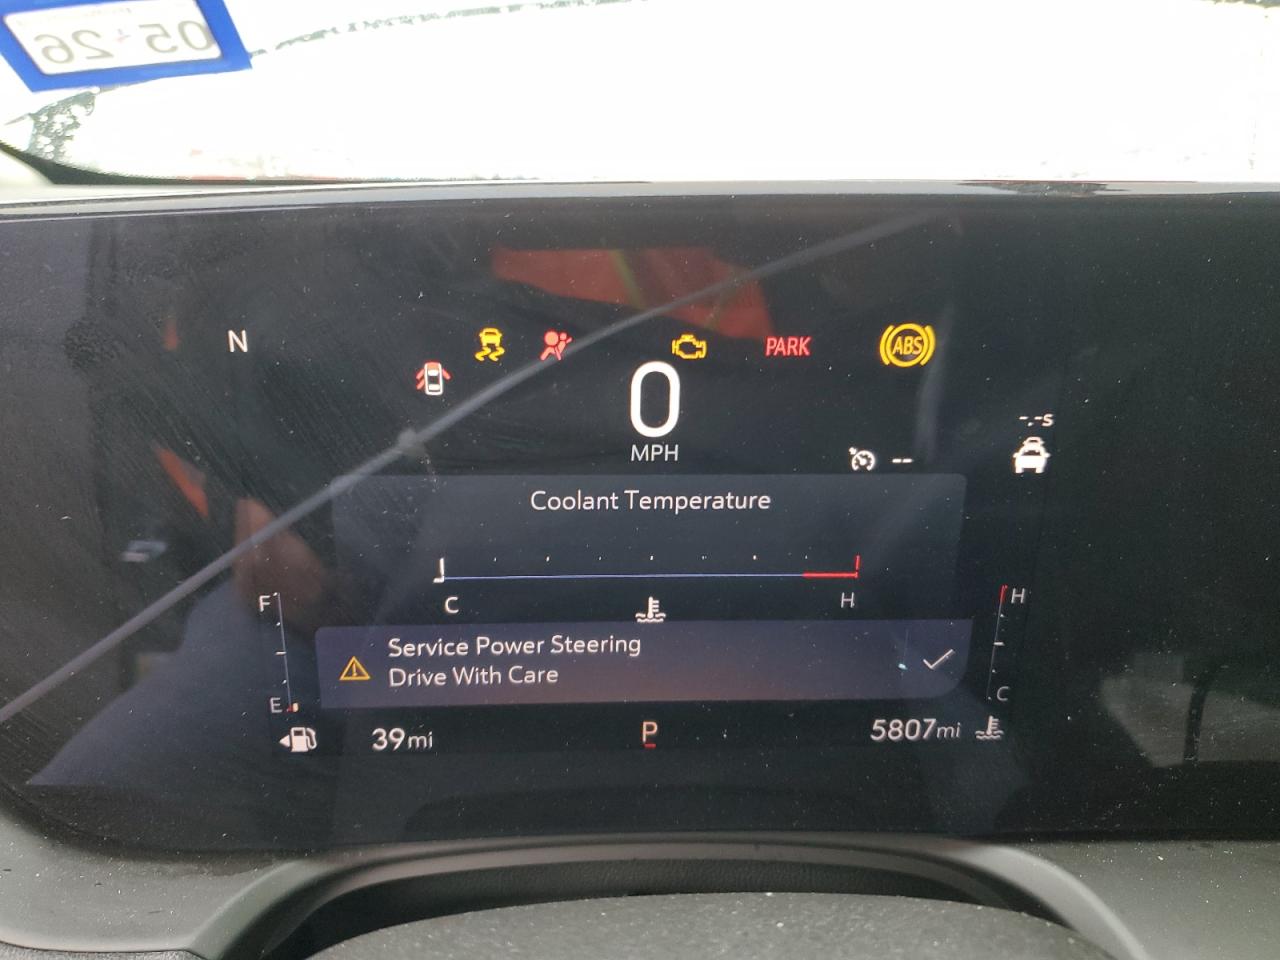 05 26
N
PARK
ABS
0
MPH
-.-s
--
Coolant Temperature
C
H
F
E
H
C
Service Power Steering
Drive With Care
39mi
P
5807mi